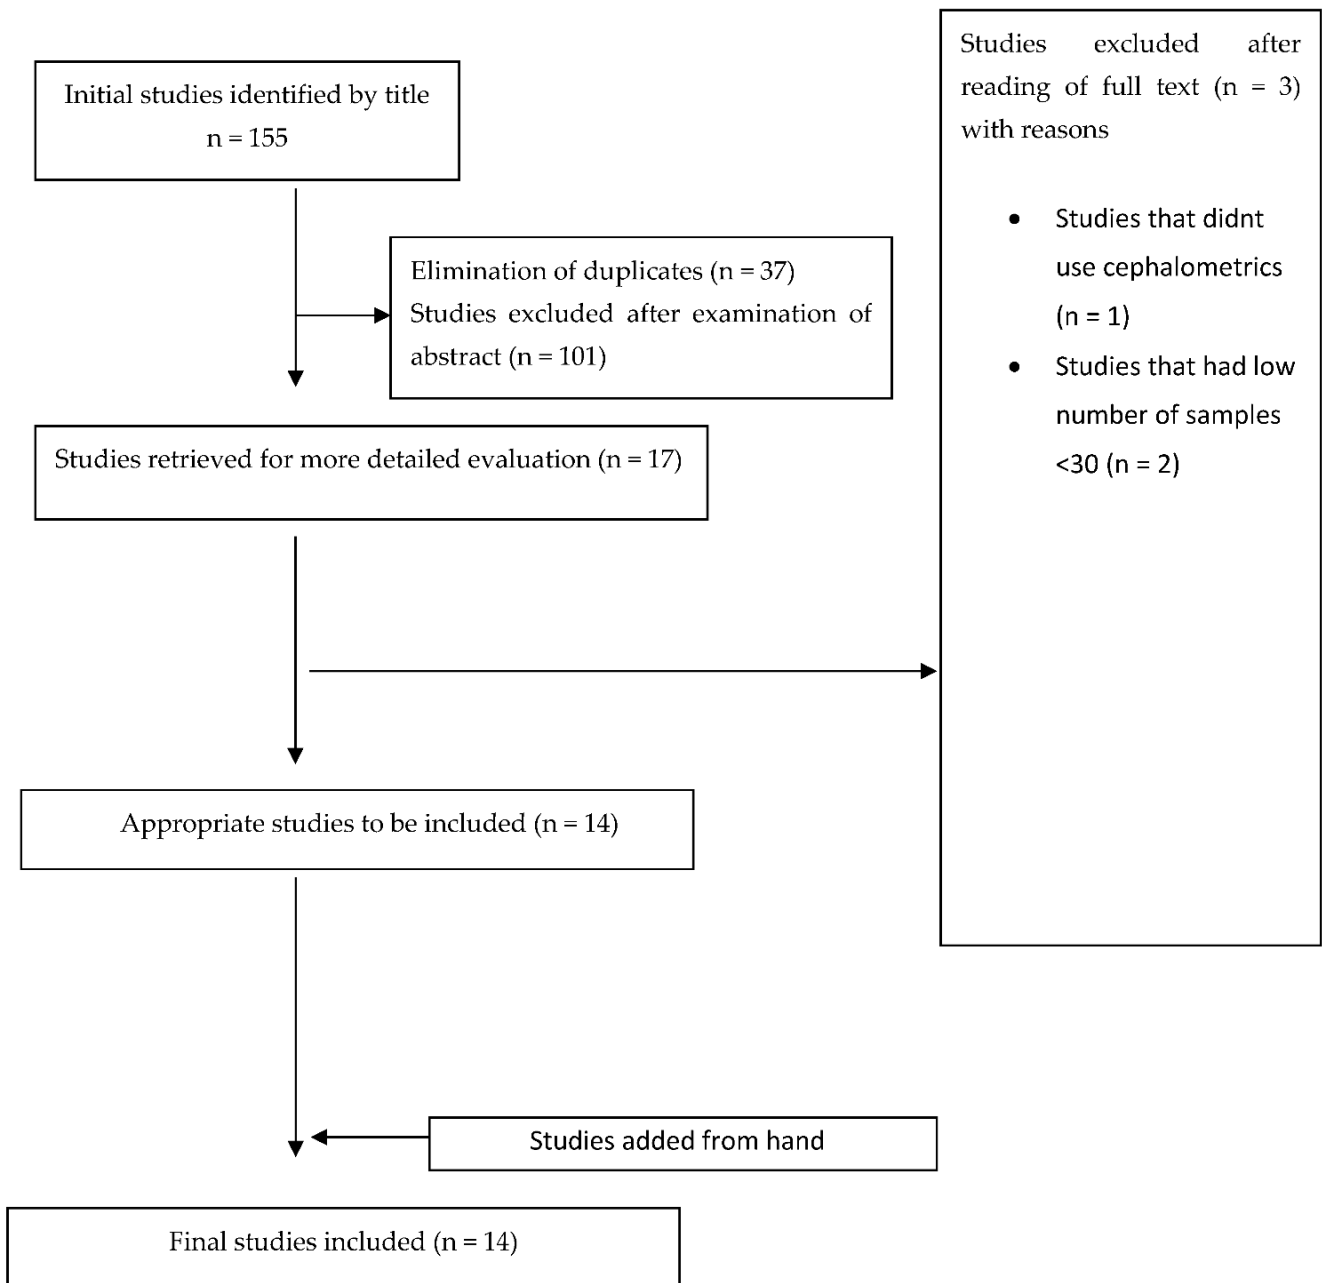 Initial studies identified by title
n = 155
Elimination of duplicates (n = 37)
Studies excluded after examination of
abstract (n = 101)
Studies retrieved for more detailed evaluation (n = 17)
Studies excluded after
reading of full text (n = 3)
with reasons
• Studies that didnt
use cephalometrics
(n = 1)
• Studies that had low
number of samples
<30 (n = 2)
Appropriate studies to be included (n = 14)
Studies added from hand
Final studies included (n = 14)